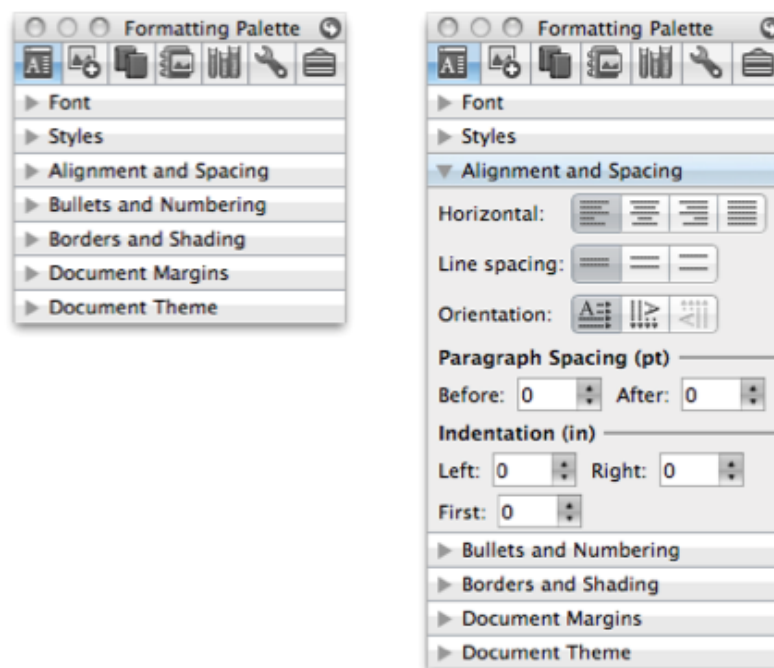 Formatting Palette
Font
Styles
Alignment and Spacing
Bullets and Numbering
Borders and Shading
Document Margins
Document Theme
Formatting Palette
Font
Styles
Alignment and Spacing
Horizontal:
Line spacing:
Orientation:
Paragraph Spacing (pt)
Before: 0 After: 0
Indentation (in)
Left: 0 Right: 0
First: 0
Bullets and Numbering
Borders and Shading
Document Margins
Document Theme